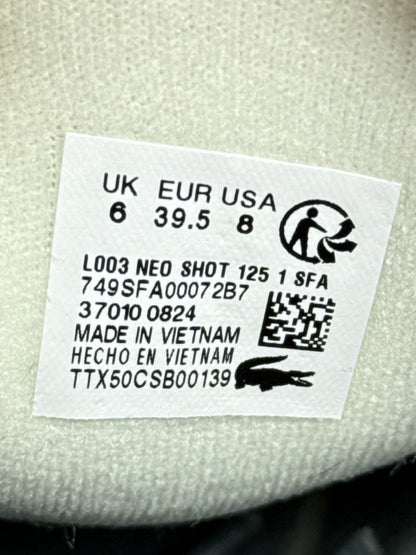 UK EUR USA
6 39.5 8
L003 NEO SHOT 125 1 SFA
749SFA00072B7
37010 0824
MADE IN VIETNAM
HECHO EN VIETNAM
TTX50CSB00139